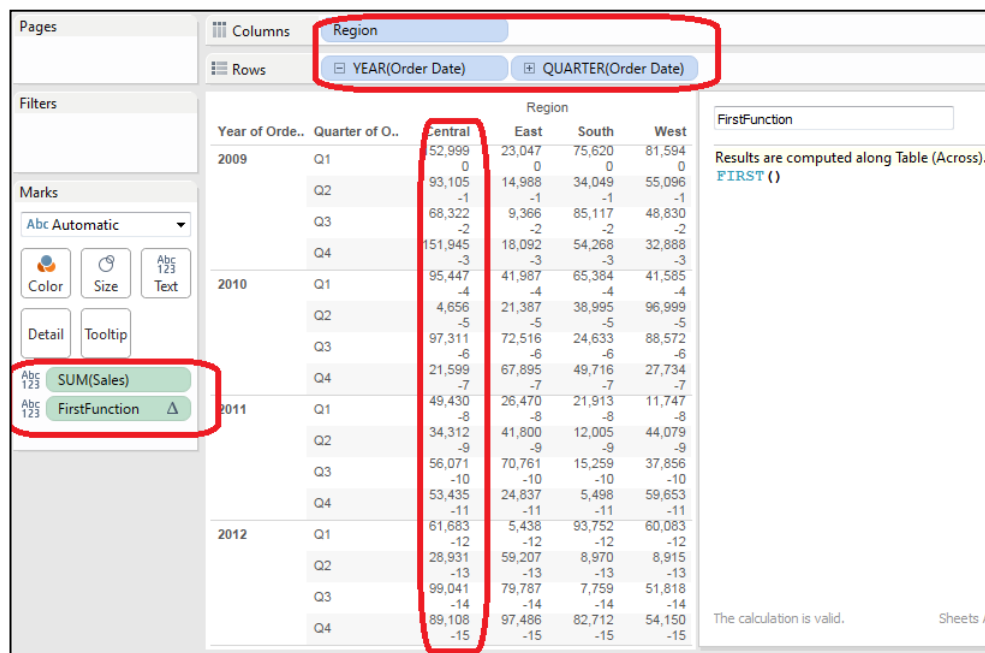 Pages
Columns Region
Rows YEAR(Order Date) QUARTER(Order Date)
Filters
Marks
Abc Automatic
Color Size Abc 123 Text
Detail Tooltip
Abc 123 SUM(Sales)
Abc 123 FirstFunction Δ
Region
Year of Orde.. Quarter of O.. Central East South West
2009 Q1 152,999 23,047 75,620 81,594
0 0 0 0
Q2 93,105 14,988 34,049 55,096
-1 -1 -1 -1
Q3 68,322 9,366 85,117 48,830
-2 -2 -2 -2
Q4 151,945 18,092 54,268 32,888
-3 -3 -3 -3
2010 Q1 95,447 41,987 65,384 41,585
-4 -4 -4 -4
Q2 4,656 21,387 38,995 96,999
-5 -5 -5 -5
Q3 97,311 72,516 24,633 88,572
-6 -6 -6 -6
Q4 21,599 67,895 49,716 27,734
-7 -7 -7 -7
2011 Q1 49,430 26,470 21,913 11,747
-8 -8 -8 -8
Q2 34,312 41,800 12,005 44,079
-9 -9 -9 -9
Q3 56,071 70,761 15,259 37,856
-10 -10 -10 -10
Q4 53,435 24,837 5,498 59,653
-11 -11 -11 -11
2012 Q1 61,683 5,438 93,752 60,083
-12 -12 -12 -12
Q2 28,931 59,207 8,970 8,915
-13 -13 -13 -13
Q3 99,041 79,787 7,759 51,818
-14 -14 -14 -14
Q4 89,108 97,486 82,712 54,150
-15 -15 -15 -15
FirstFunction
Results are computed along Table (Across).
FIRST()
The calculation is valid. Sheets